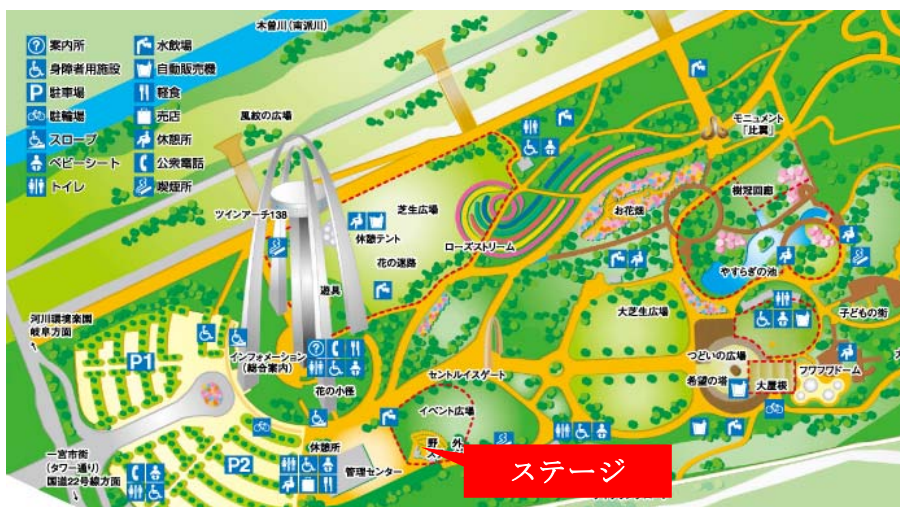 木曽川（南派川）
案内所
水飲場
身障者用施設
自動販売機
P 駐車場
軽食
駐輪場
売店
スロープ
休憩所
ベビーシート
公衆電話
トイレ
喫煙所
風紋の広場
モニュメント
「比翼」
樹冠回廊
ツインアーチ138
芝生広場
お花畑
休憩テント
ローズストリーム
花の迷路
やすらぎの池
遊具
大芝生広場
子どもの街
河川環境楽園
岐阜方面
P1
インフォメーション
（総合案内）
つどいの広場
セントルイスゲート
フワフワドーム
希望の塔
大屋根
花の小径
イベント広場
一宮市街
（タワー通り）
国道22号線方面
P2
休憩所
管理センター
野 外
ステージ